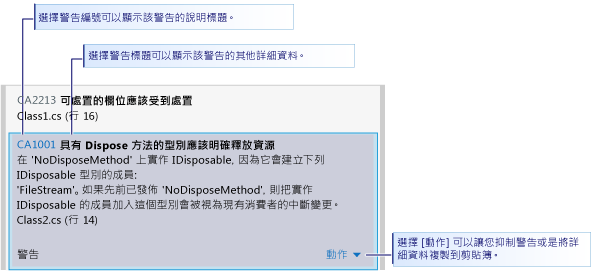 選擇警告編號可以顯示該警告的說明標題。
選擇警告標題可以顯示該警告的其他詳細資料。
CA2213 可處置的欄位應該受到處置
Class1.cs (行 16)
CA1001 具有 Dispose 方法的型別應該明確釋放資源
在 'NoDisposeMethod' 上實作 IDisposable, 因為它會建立下列
IDisposable 型別的成員:
'FileStream'。如果先前已發佈 'NoDisposeMethod', 則把實作
IDisposable 的成員加入這個型別會被視為現有消費者的中斷變更。
Class2.cs (行 14)
警告
動作
選擇 [動作] 可以讓您抑制警告或是將詳
細資料複製到剪貼簿。